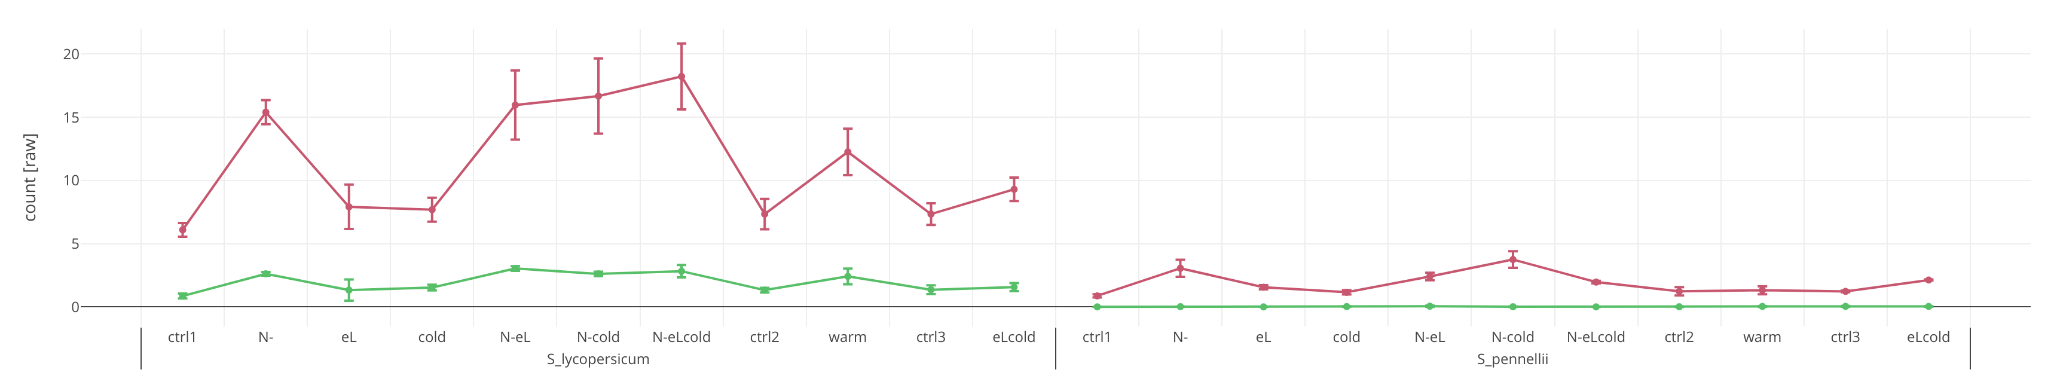 20
15
10
5
0
count [raw]
ctrl1 N- eL cold N-eL N-cold N-eLcold ctrl2 warm ctrl3 eLcold ctrl1 N- eL cold N-eL N-cold N-eLcold ctrl2 warm ctrl3 eLcold
S_lycopersicum S_pennellii